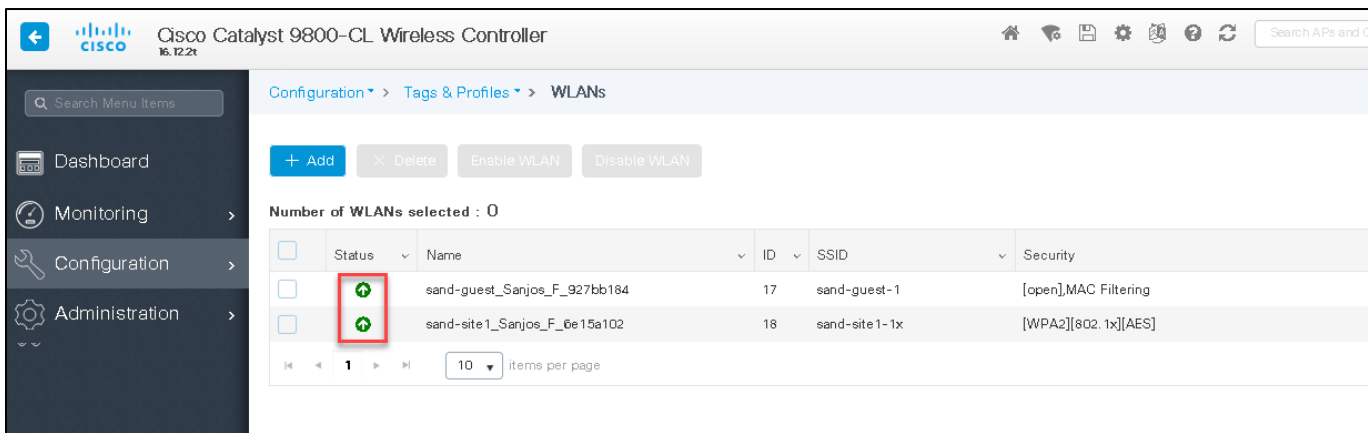 CISCO
Cisco Catalyst 9800-CL Wireless Controller
16.12.2t
Search APs and
Search Menu Items
Dashboard
Monitoring
Configuration
Administration
Configuration > Tags & Profiles > WLANs
+ Add × Delete Enable WLAN Disable WLAN
Number of WLANs selected : 0
Status Name ID SSID Security
sand-guest_Sanjos_F_927bb184 17 sand-guest-1 [open],MAC Filtering
sand-site1_Sanjos_F_6e15a102 18 sand-site1-1x [WPA2][802.1x][AES]
1 10 items per page